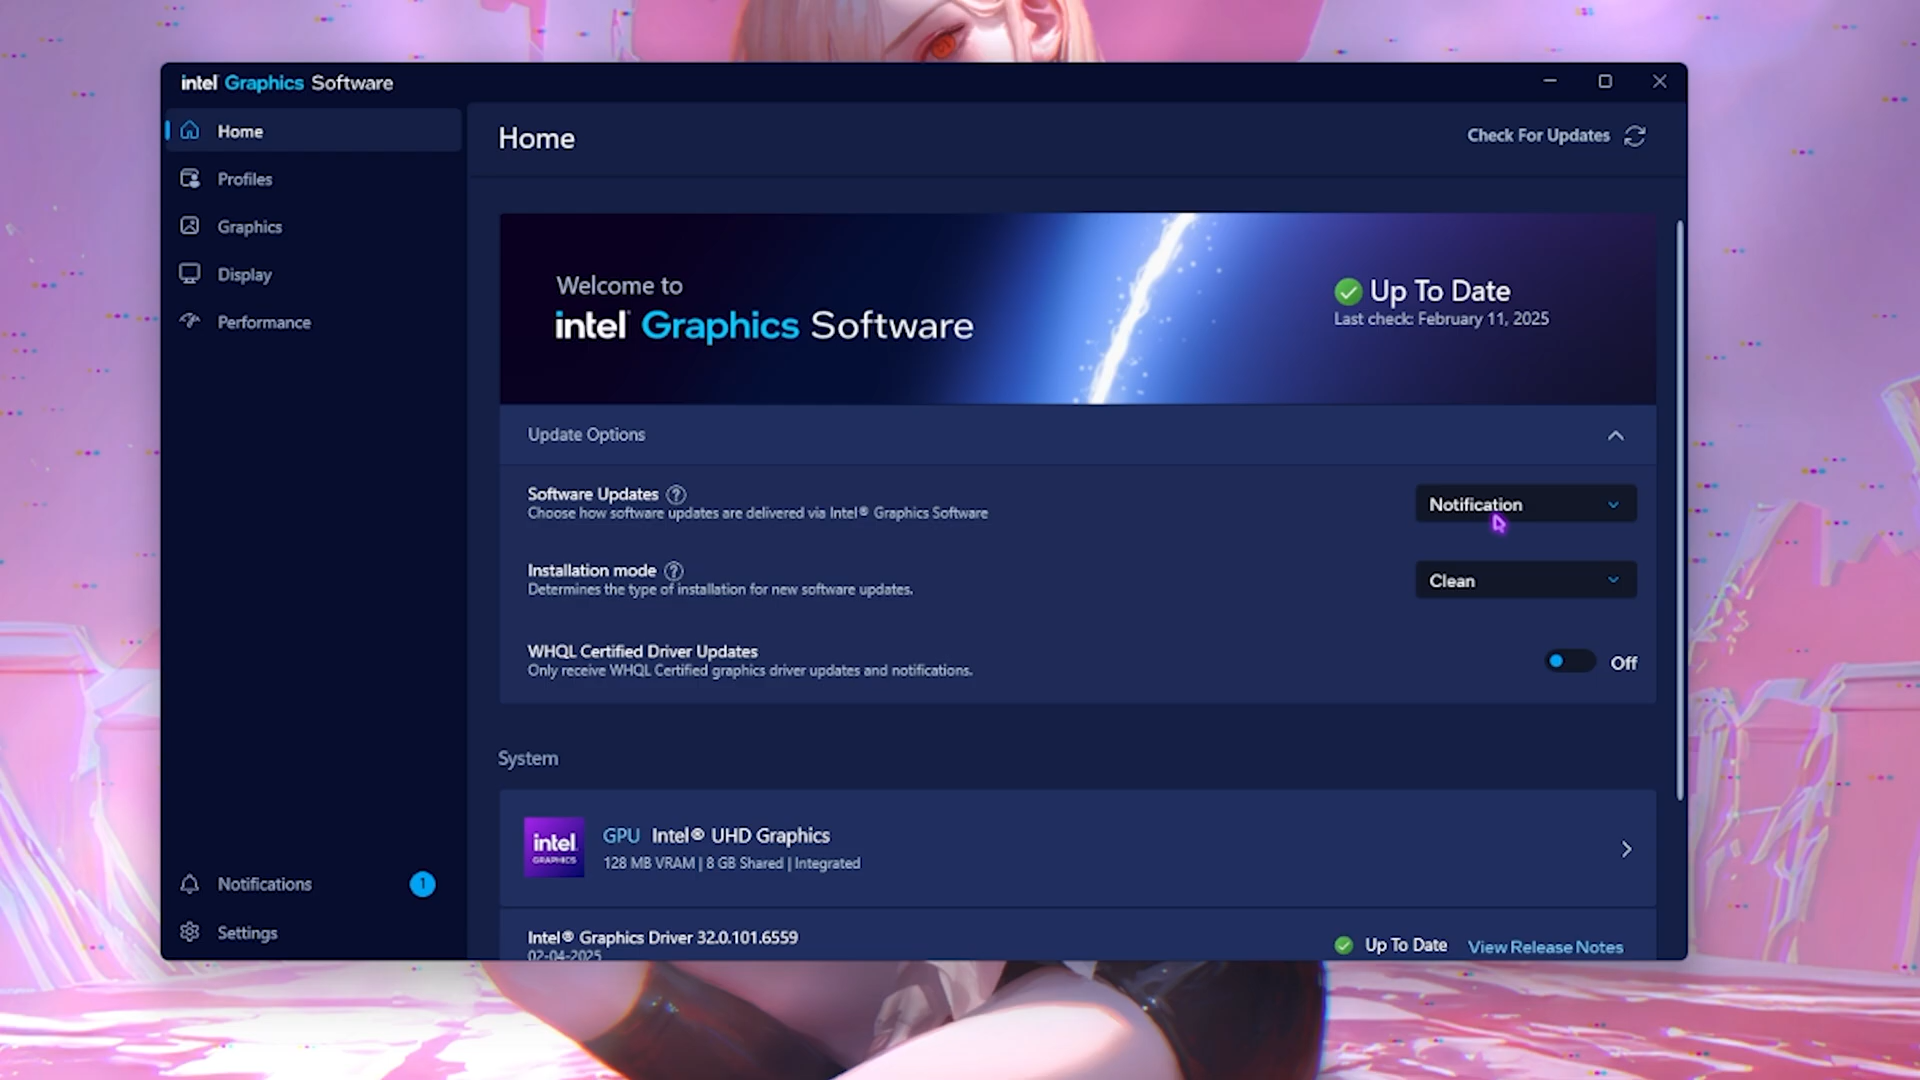 intel Graphics Software
Home
Profiles
Graphics
Display
Performance
Notifications 1
Settings
Home
Check For Updates
Welcome to
intel Graphics Software
Up To Date
Last check: February 11, 2025
Update Options
Software Updates ?
Choose how software updates are delivered via Intel® Graphics Software
Notification
Installation mode ?
Determines the type of installation for new software updates.
Clean
WHQL Certified Driver Updates
Only receive WHQL Certified graphics driver updates and notifications.
Off
System
intel
GRAPHICS
GPU Intel® UHD Graphics
128 MB VRAM | 8 GB Shared | Integrated
Intel® Graphics Driver 32.0.101.6559
02-04-2025
Up To Date View Release Notes